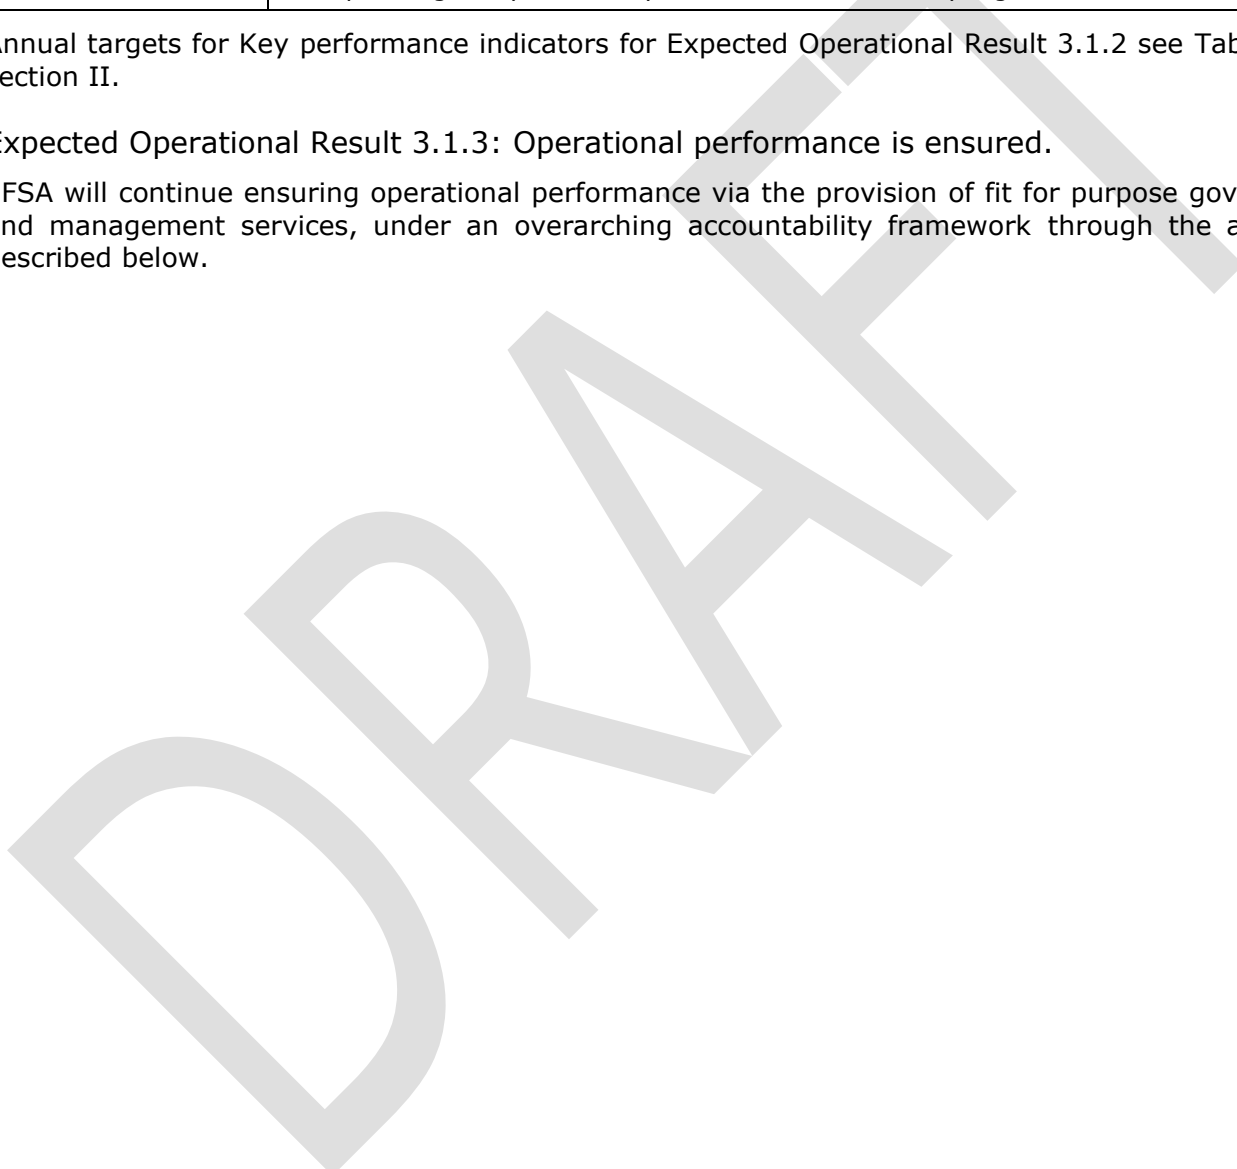 nnual targets for Key performance indicators for Expected Operational Result 3.1.2 see Tab
ection II.
xpected Operational Result 3.1.3: Operational performance is ensured.
FSA will continue ensuring operational performance via the provision of fit for purpose gov
nd management services, under an overarching accountability framework through the a
escribed below.
DRAFT